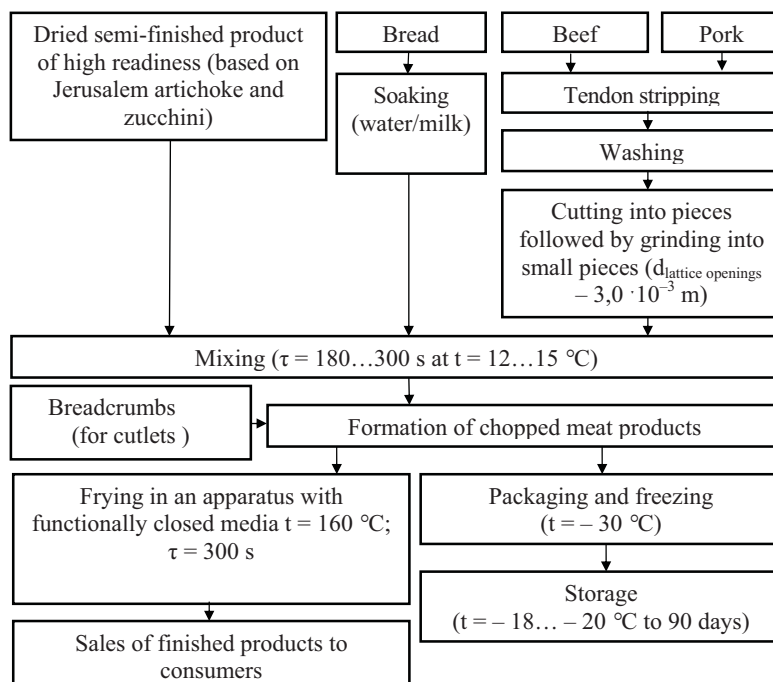 Dried semi-finished product
of high readiness (based on
Jerusalem artichoke and
zucchini)
Bread
Beef
Pork
Soaking
(water/milk)
Tendon stripping
Washing
Cutting into pieces
followed by grinding into
small pieces (d lattice openings
– 3,0 ·10⁻³ m)
Mixing (τ = 180…300 s at t = 12…15 °C)
Breadcrumbs
(for cutlets )
Formation of chopped meat products
Frying in an apparatus with
functionally closed media t = 160 °C;
τ = 300 s
Packaging and freezing
(t = – 30 °C)
Storage
(t = – 18… – 20 °C to 90 days)
Sales of finished products to
consumers